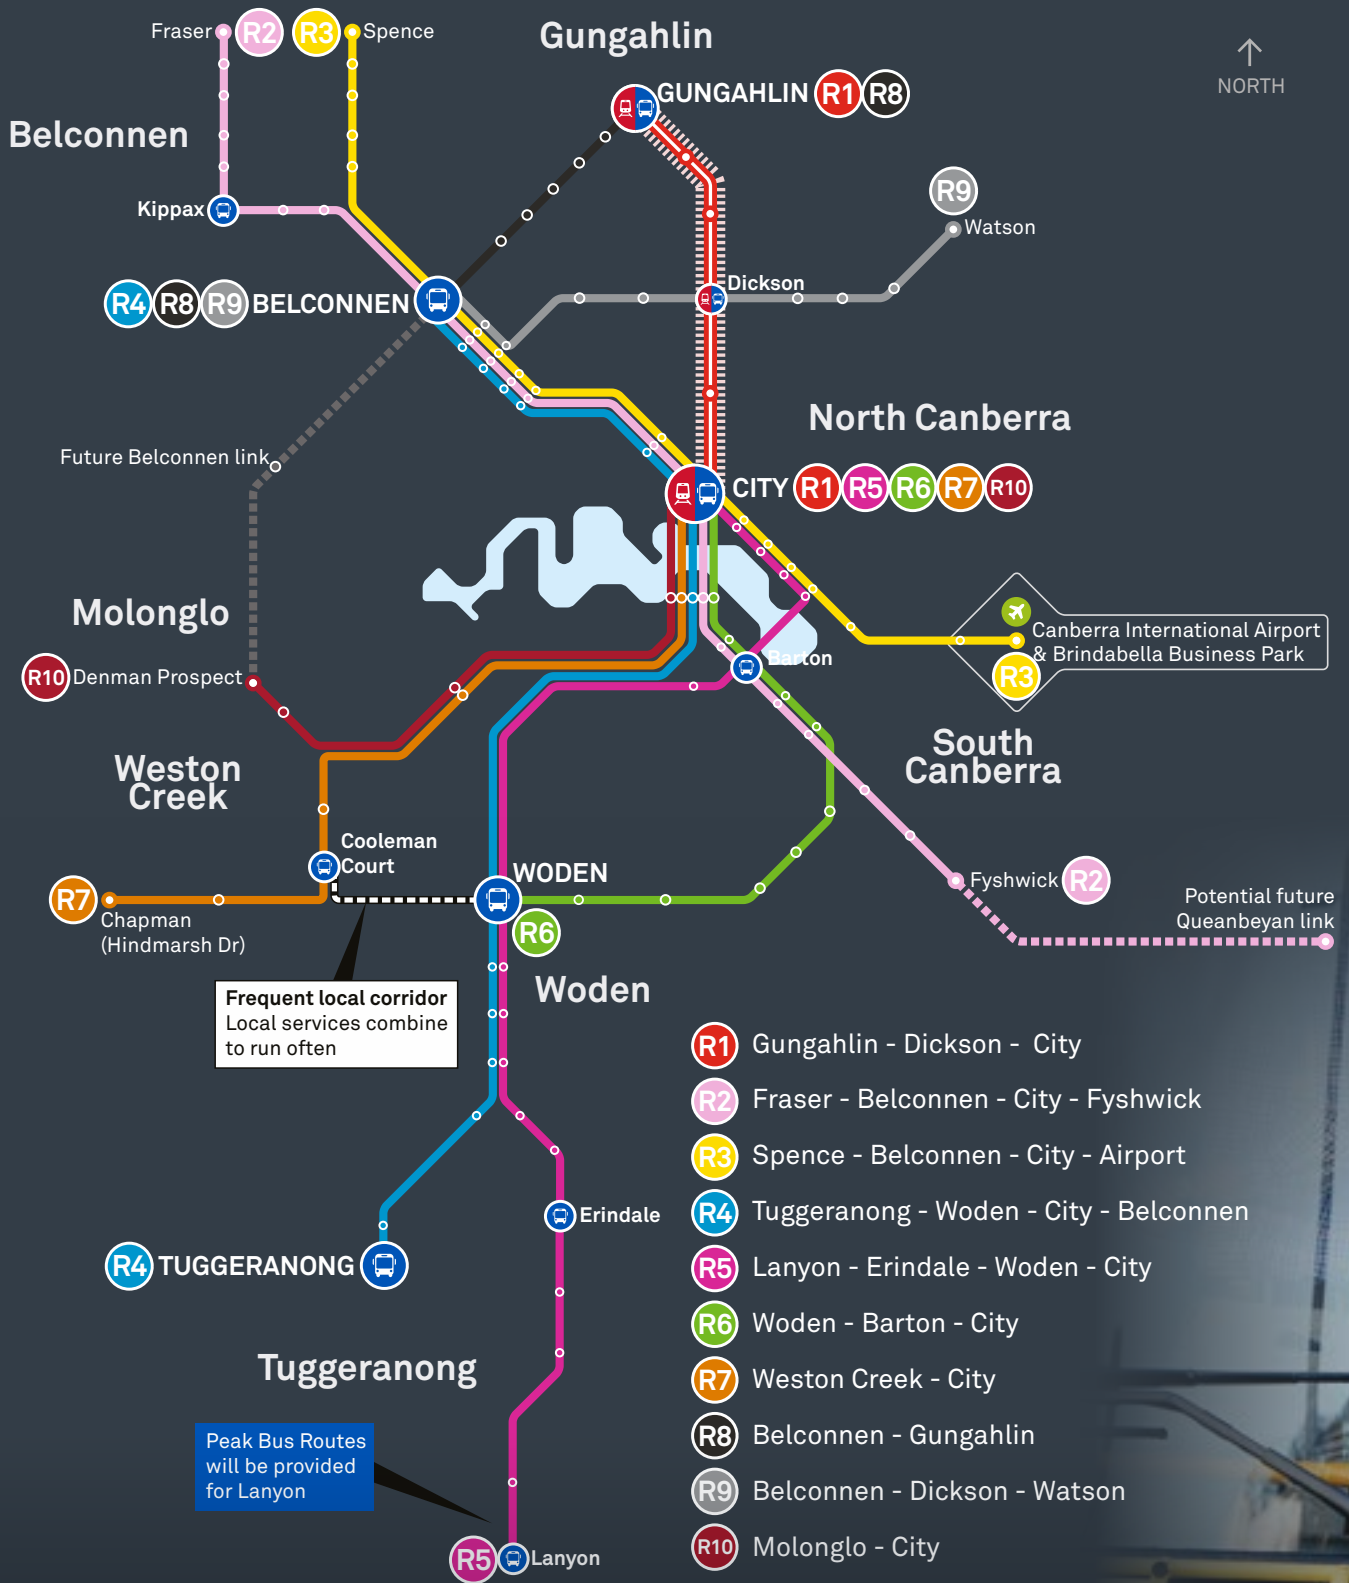 Fraser
R2
R3
Spence
Gungahlin
NORTH
GUNGAHLIN
R1
R8
Belconnen
R9
Kippax
Watson
Dickson
R4
R8
R9
BELCONNEN
North Canberra
Future Belconnen link
CITY
R1
R5
R6
R7
R10
Molonglo
Canberra International Airport
& Brindabella Business Park
R3
Barton
R10
Denman Prospect
South
Canberra
Weston
Creek
Cooleman
Court
WODEN
R6
R7
Chapman
(Hindmarsh Dr)
Fyshwick
R2
Potential future
Queanbeyan link
Frequent local corridor
Local services combine
to run often
Woden
R1 Gungahlin - Dickson - City
R2 Fraser - Belconnen - City - Fyshwick
R3 Spence - Belconnen - City - Airport
R4 Tuggeranong - Woden - City - Belconnen
R5 Lanyon - Erindale - Woden - City
R6 Woden - Barton - City
R7 Weston Creek - City
R8 Belconnen - Gungahlin
R9 Belconnen - Dickson - Watson
R10 Molonglo - City
Erindale
R4
TUGGERANONG
Tuggeranong
Peak Bus Routes
will be provided
for Lanyon
R5
Lanyon